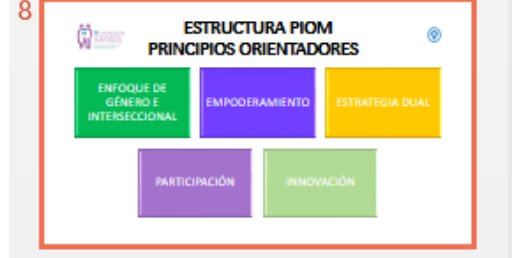 8
ESTRUCTURA PIOM
PRINCIPIOS ORIENTADORES
ENFOQUE DE
GÉNERO E
INTERSECCIONAL
EMPODERAMIENTO
ESTRATEGIA DUAL
PARTICIPACIÓN
INNOVACIÓN